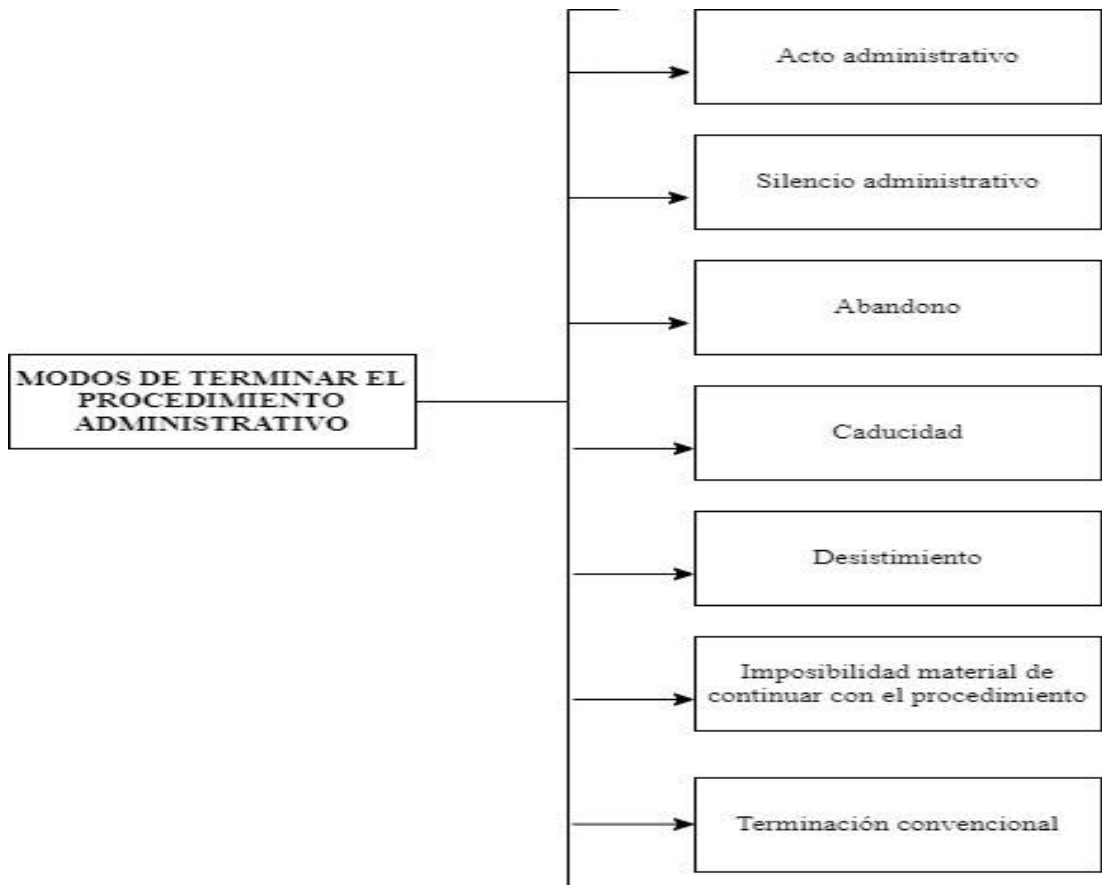 Acto administrativo
Silencio administrativo
Abandono
MODOS DE TERMINAR EL
PROCEDIMIENTO
ADMINISTRATIVO
Caducidad
Desistimiento
Imposibilidad material de
continuar con el procedimiento
Terminación convencional